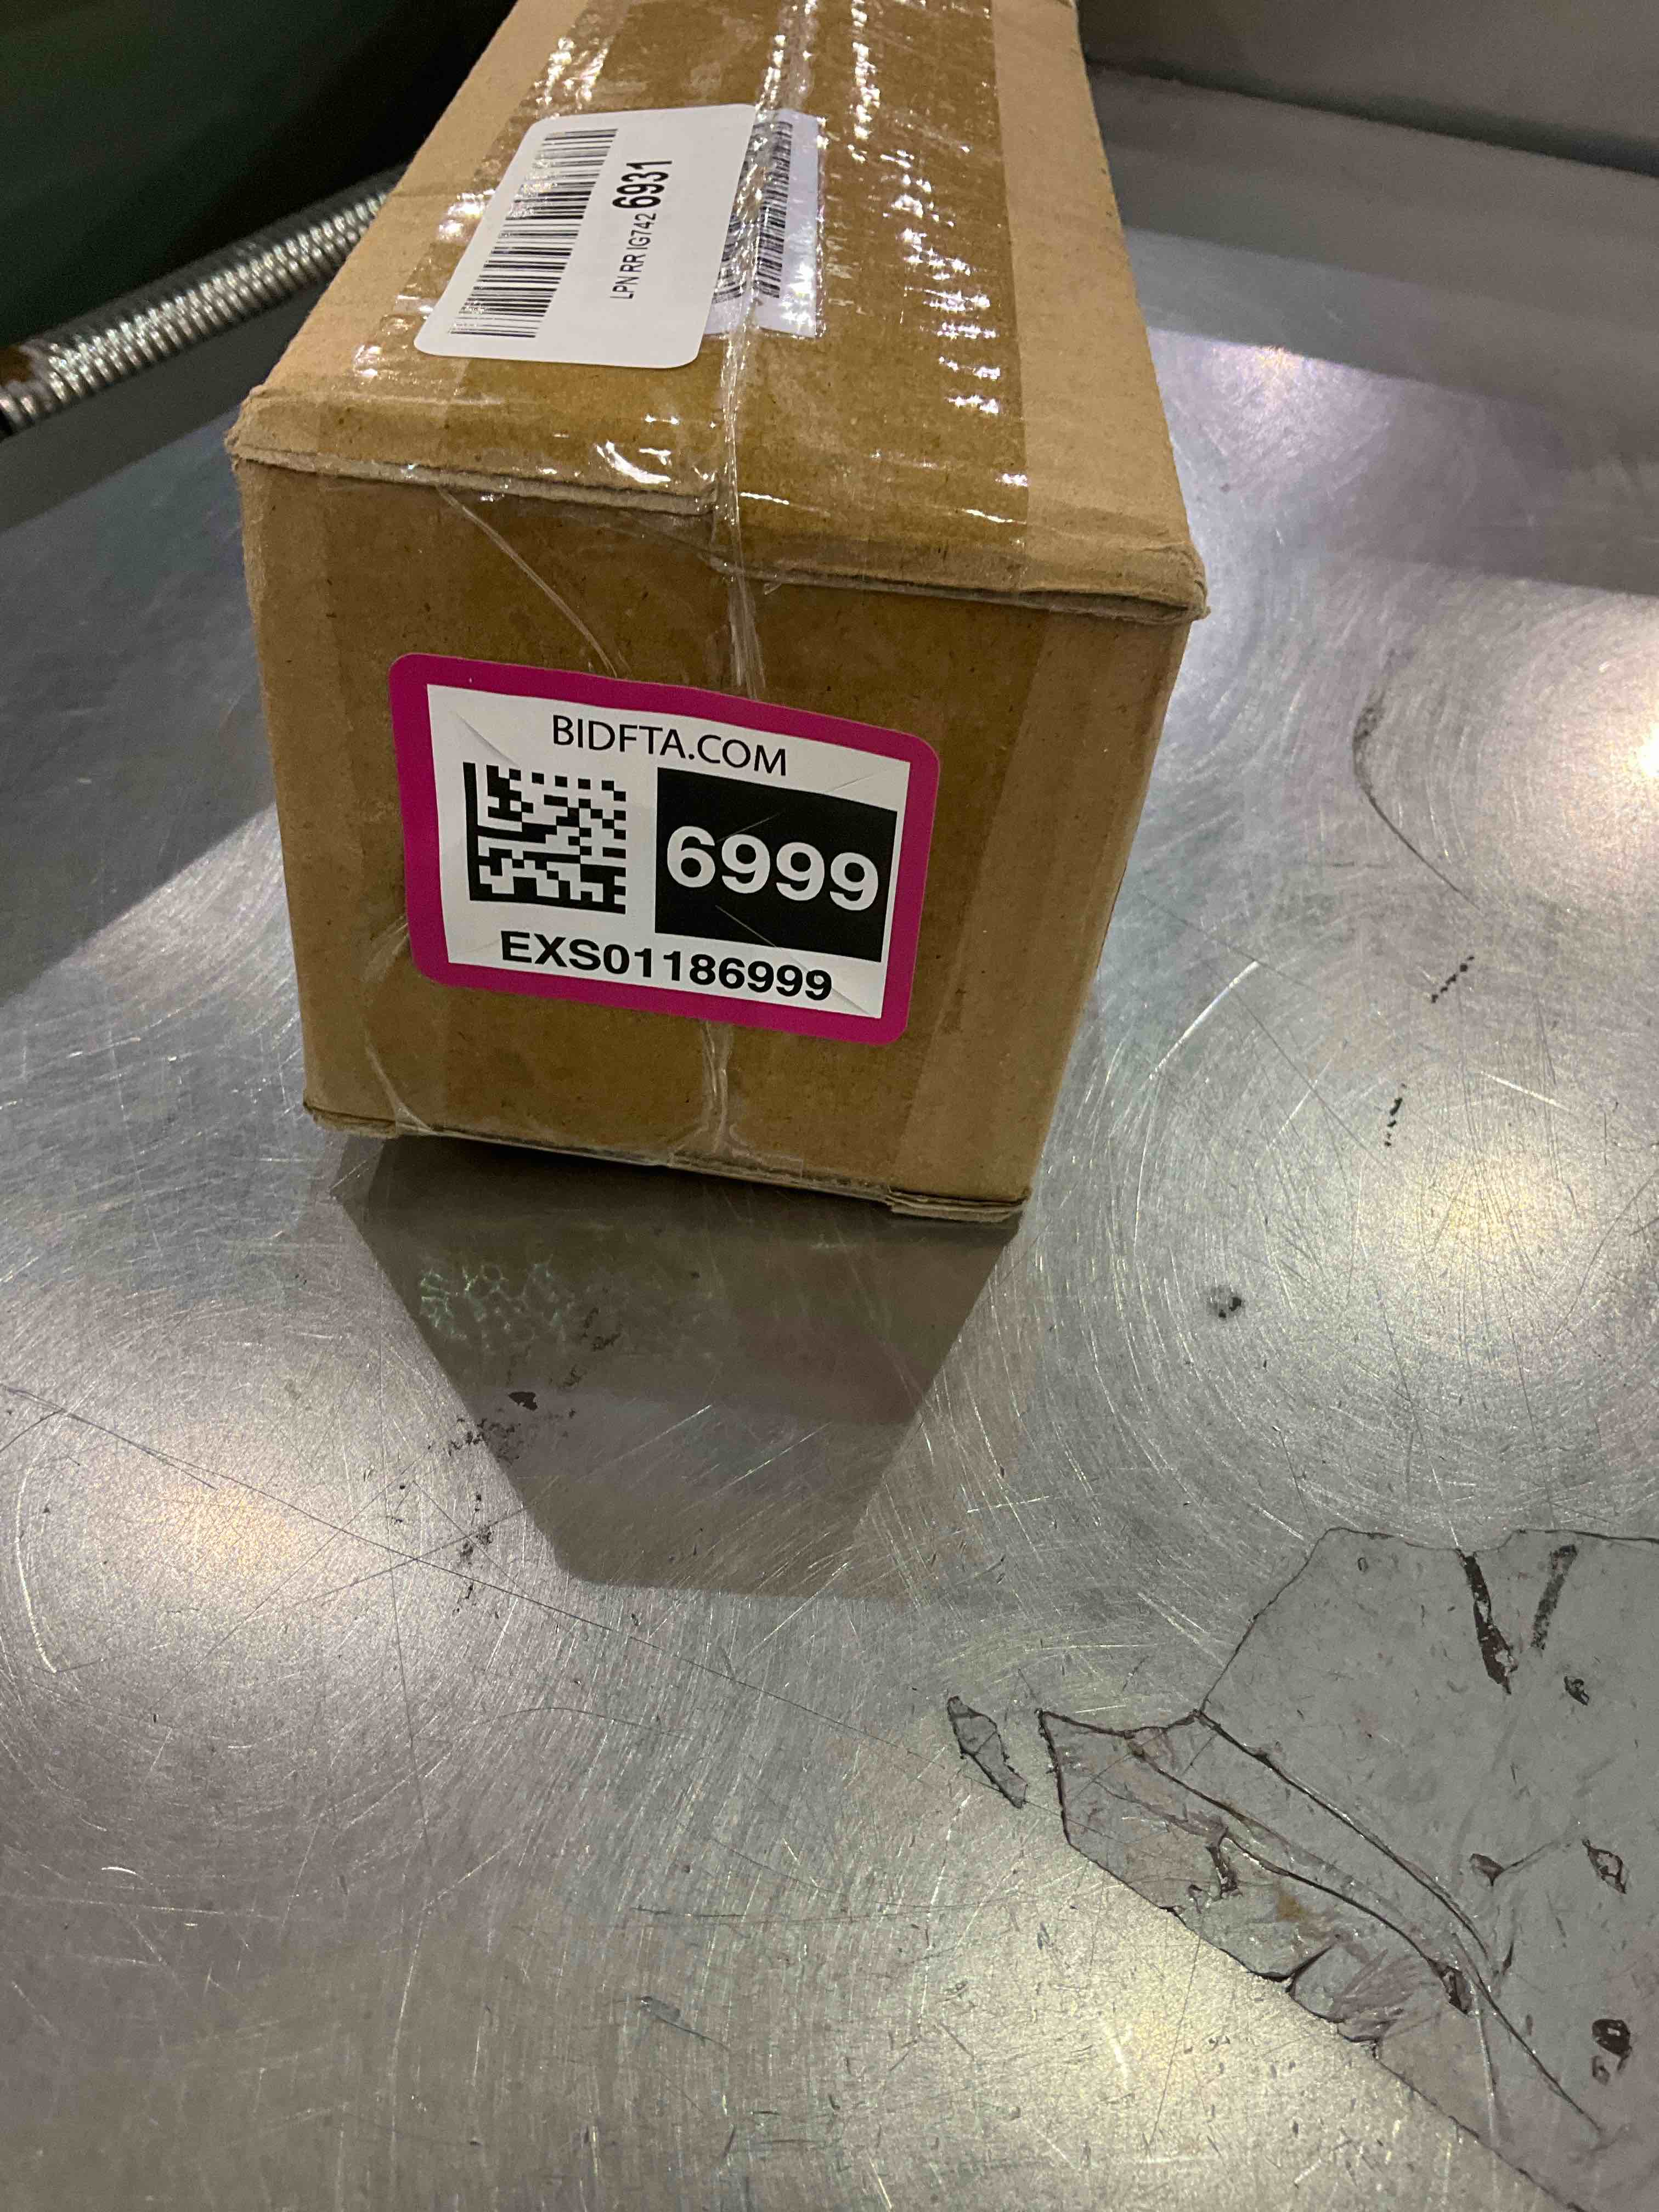 LPN RR IG742 6931
BIDFTA.COM
6999
EXS01186999